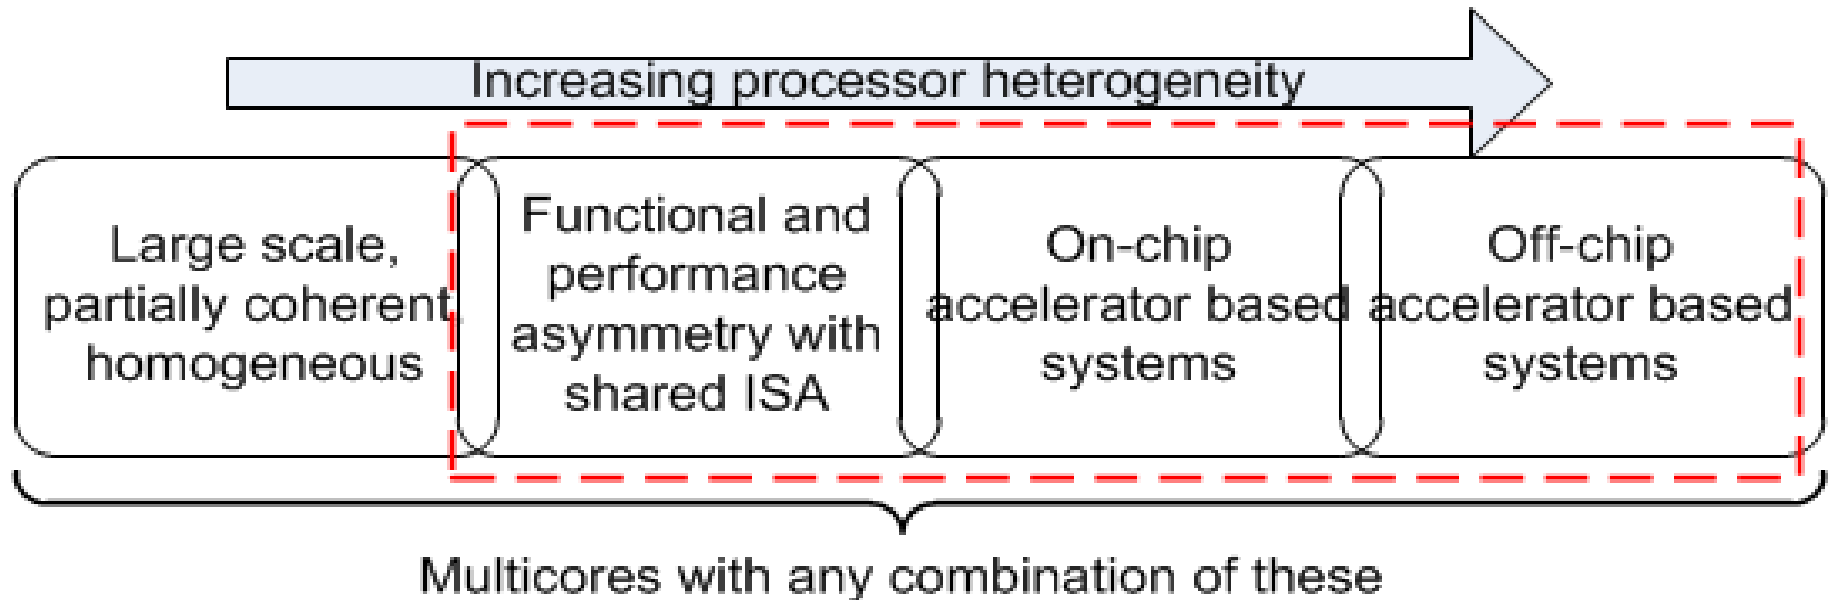 Increasing processor heterogeneity
Large scale,
partially coherent,
homogeneous
Functional and
performance
asymmetry with
shared ISA
On-chip
accelerator based
systems
Off-chip
accelerator based
systems
Multicores with any combination of these